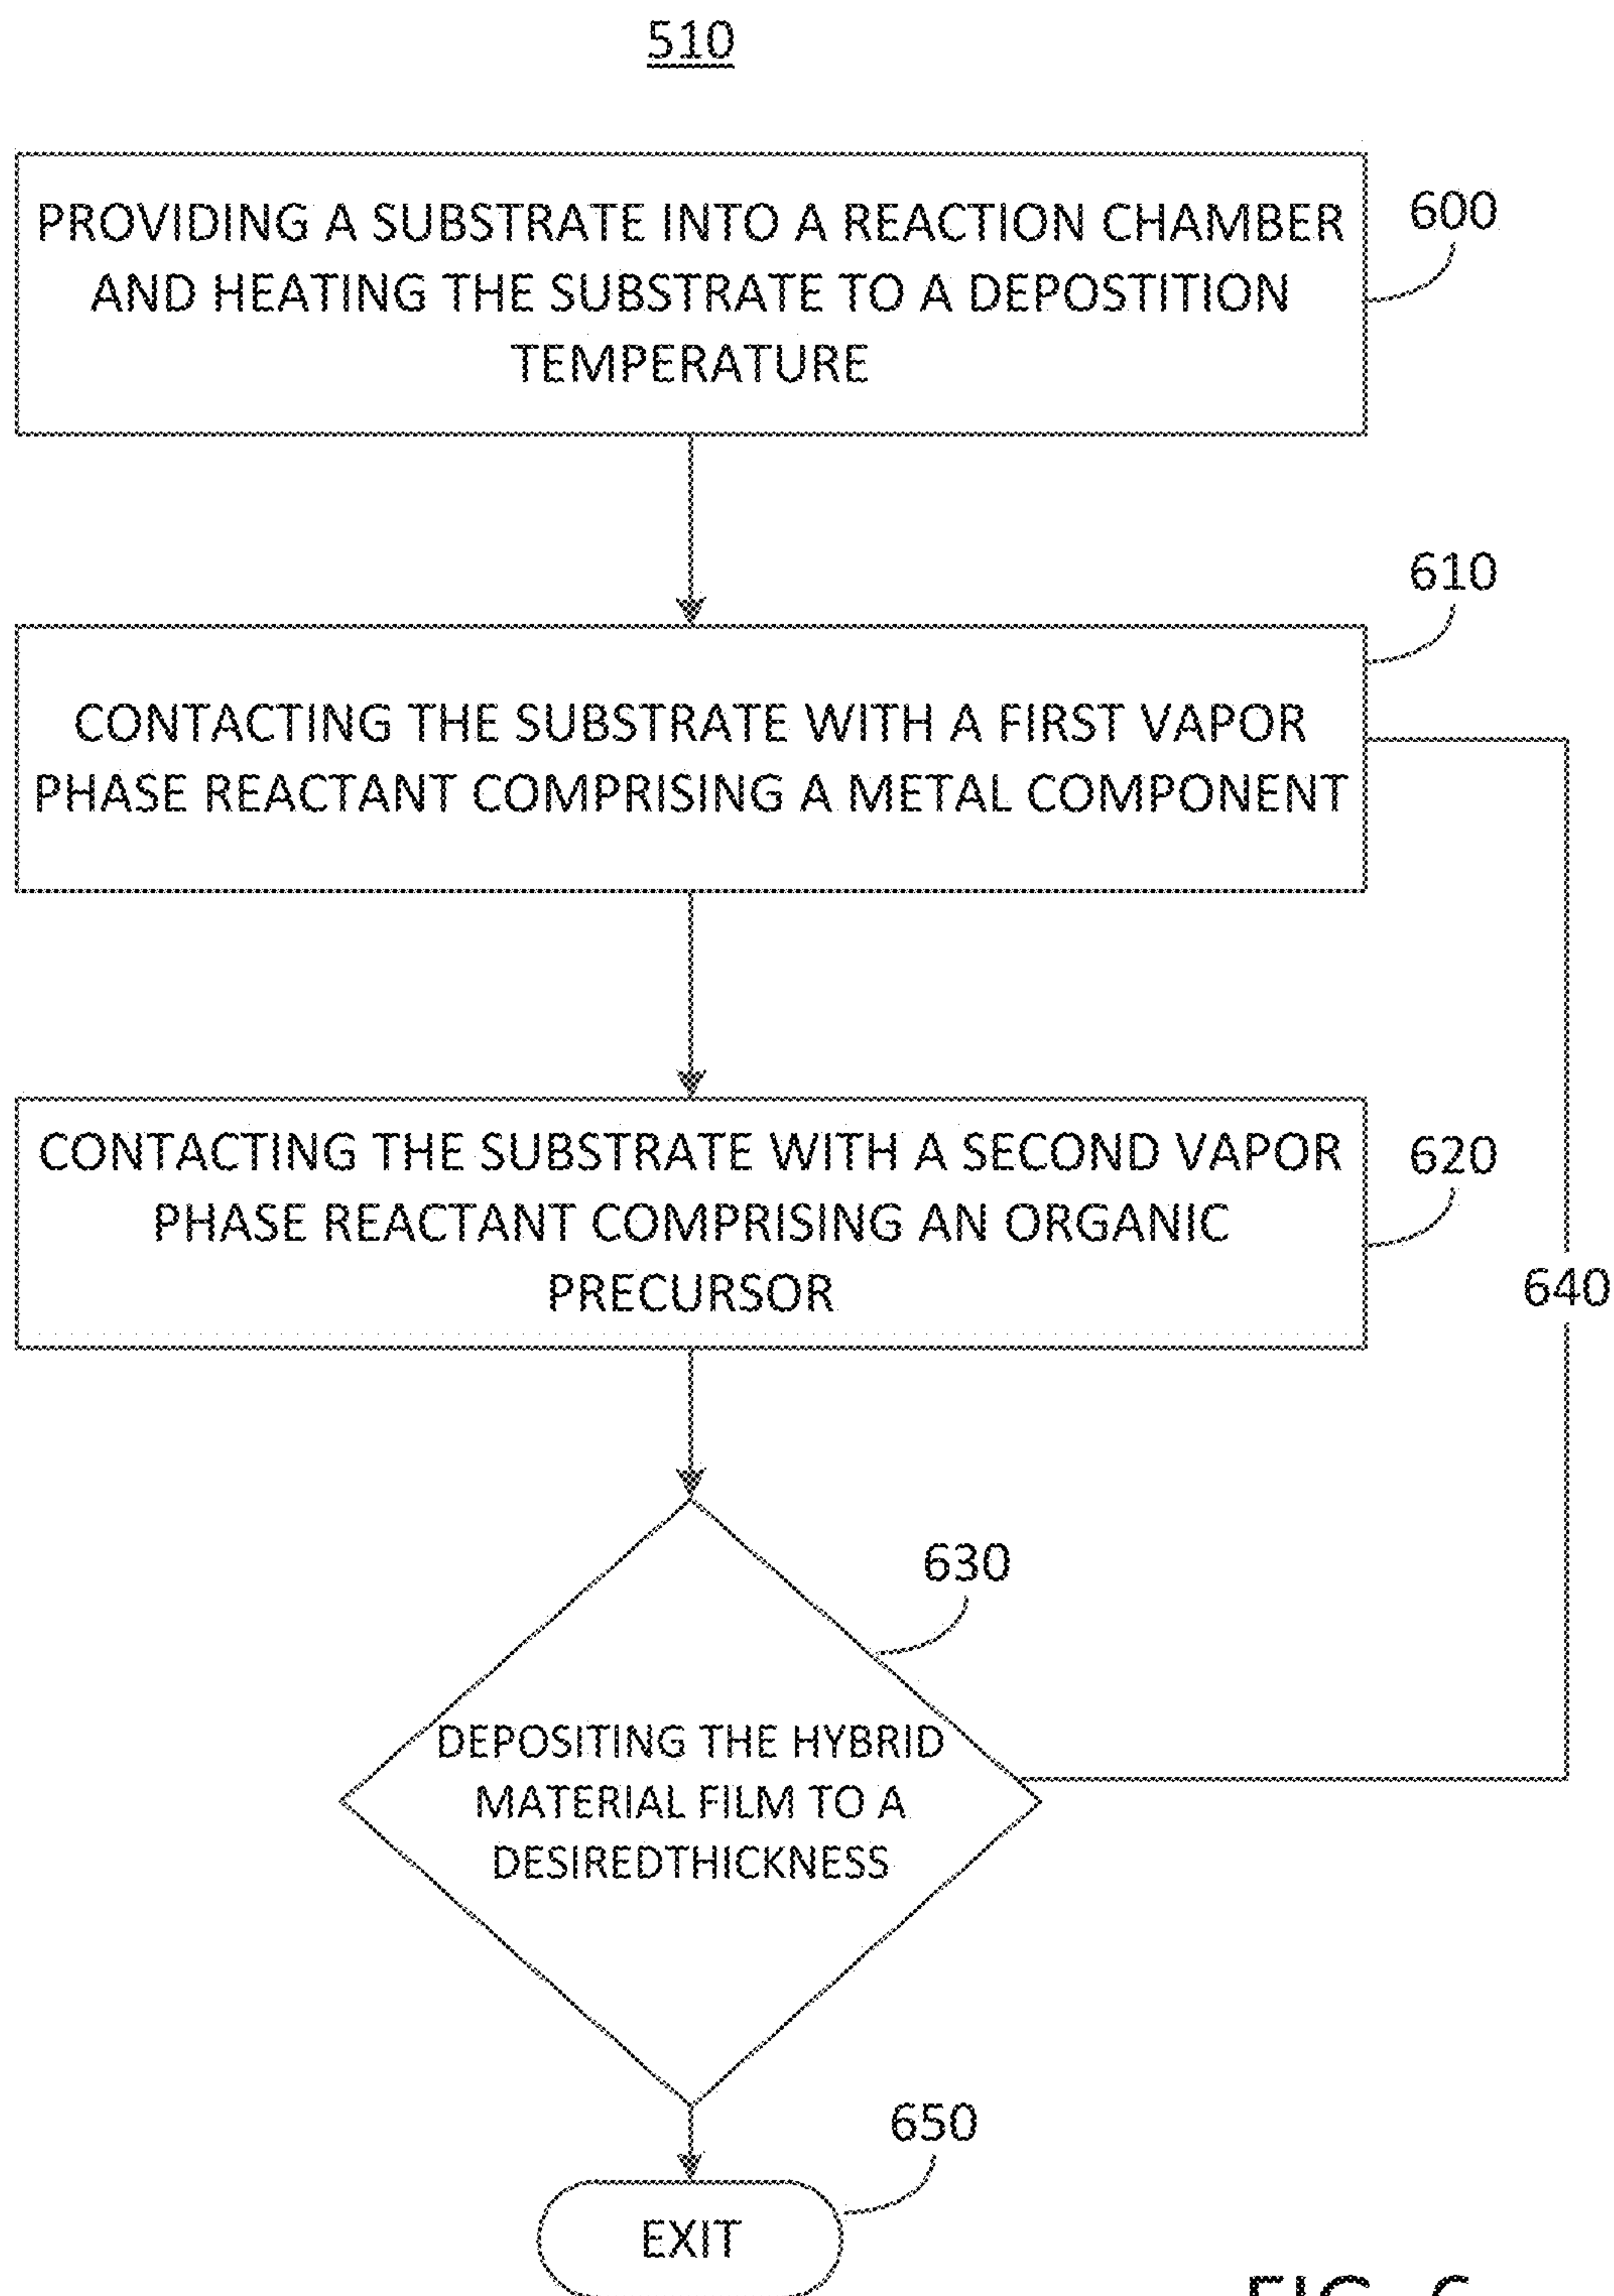 510
PROVIDING A SUBSTRATE INTO A REACTION CHAMBER
AND HEATING THE SUBSTRATE TO A DEPOSTITION
TEMPERATURE
600
610
CONTACTING THE SUBSTRATE WITH A FIRST VAPOR
PHASE REACTANT COMPRISING A METAL COMPONENT
CONTACTING THE SUBSTRATE WITH A SECOND VAPOR
PHASE REACTANT COMPRISING AN ORGANIC
PRECURSOR
620
640
630
DEPOSITING THE HYBRID
MATERIAL FILM TO A
DESIREDTHICKNESS
650
EXIT
FIG. 6